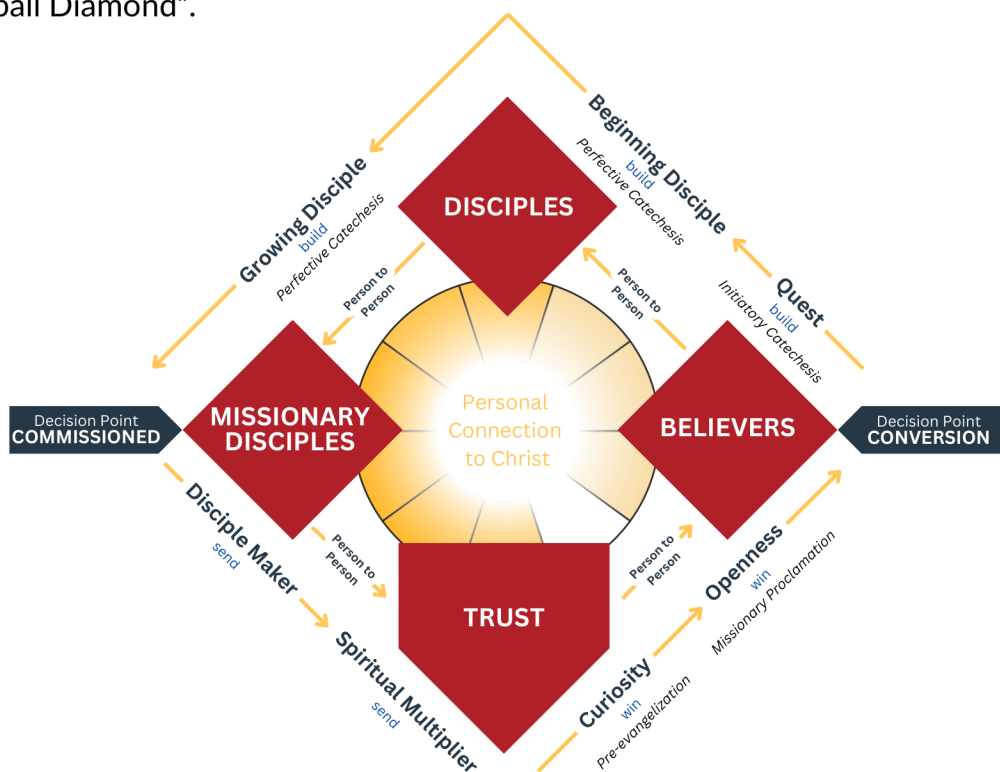 ball Diamond".
Beginning Disciple
build
Perfective Catechesis
Growing Disciple
build
Perfective Catechesis
DISCIPLES
Person to
Person
Person to
Person
Quest
build
Initiatory Catechesis
Personal
Connection
to Christ
Decision Point
COMMISSIONED
MISSIONARY
DISCIPLES
BELIEVERS
Decision Point
CONVERSION
Disciple Maker
send
Person to
Person
Person to
Person
Openness
win
Missionary Proclamation
TRUST
Spiritual Multiplier
send
Curiosity
win
Pre-evangelization